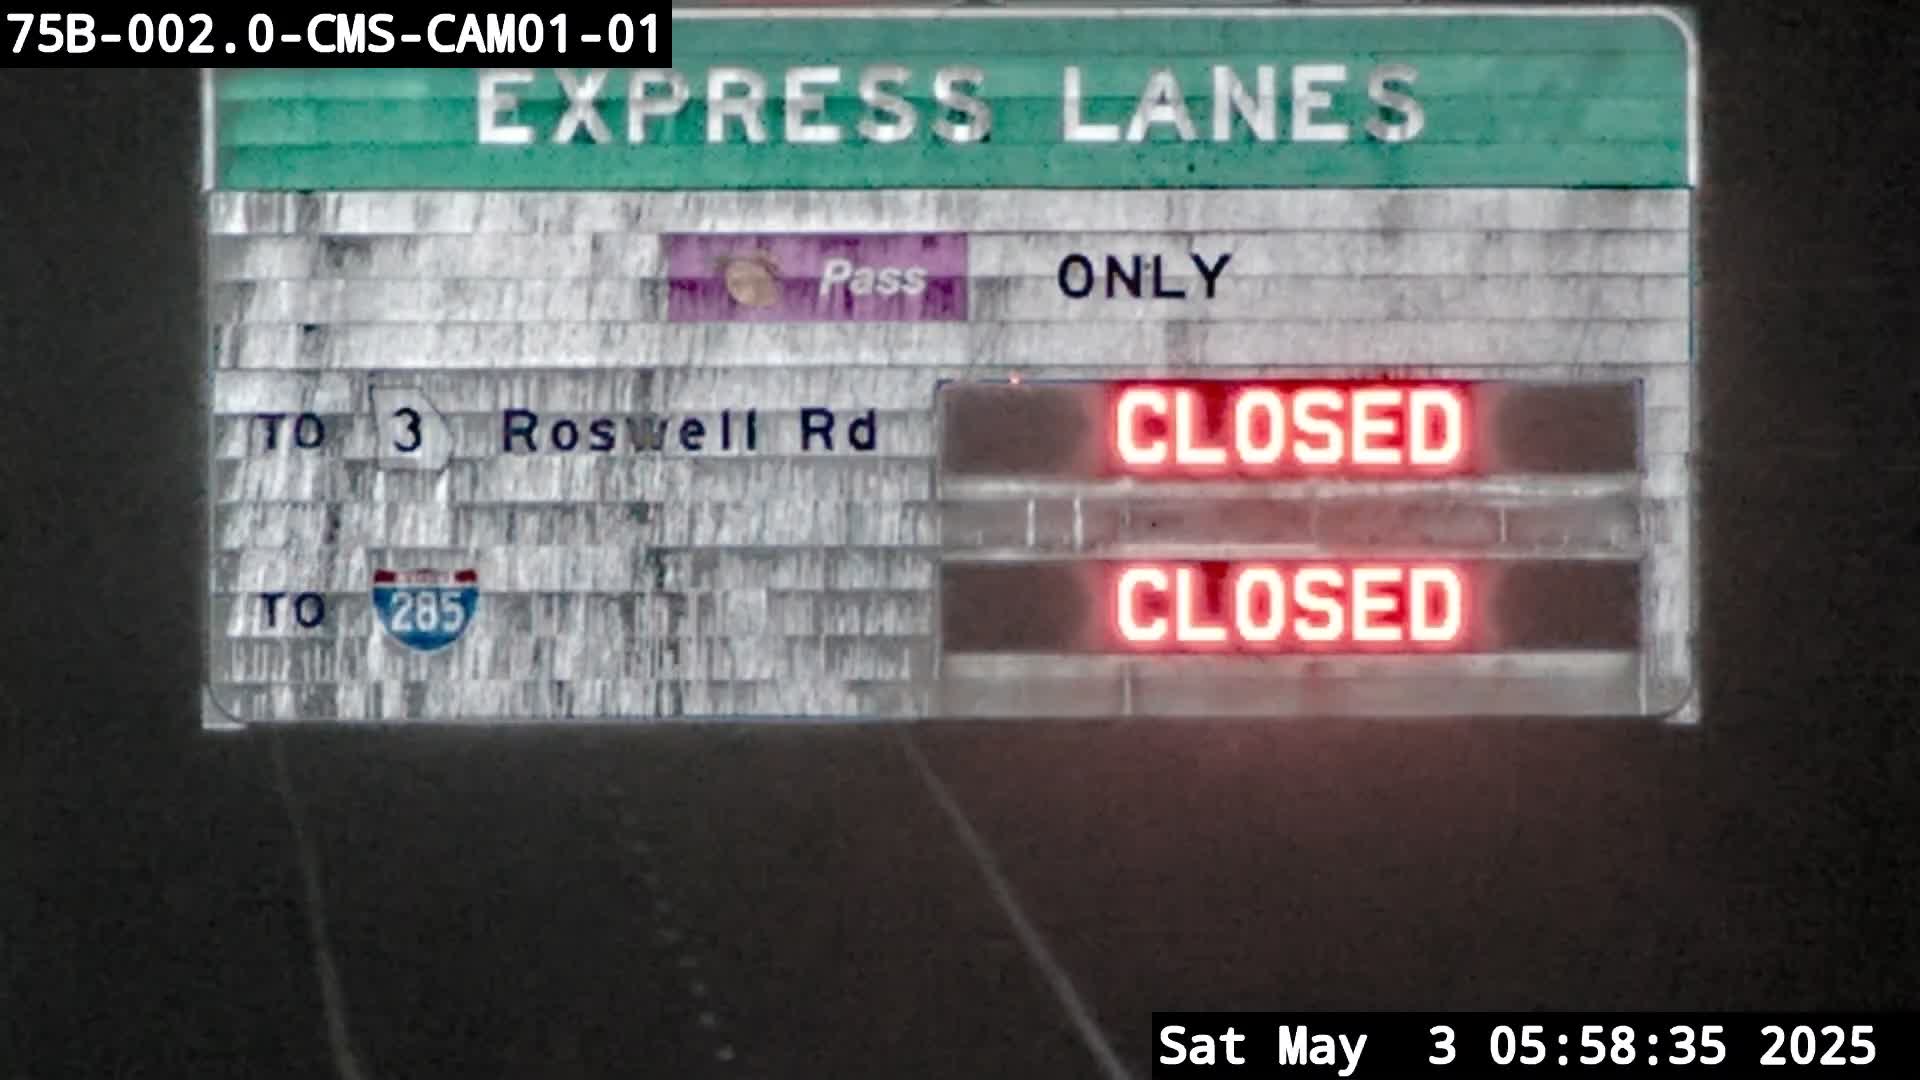 75B-002.0-CMS-CAM01-01
EXPRESS LANES
Pass ONLY
TO 3 Roswell Rd CLOSED
TO 285 CLOSED
Sat May 3 05:58:35 2025